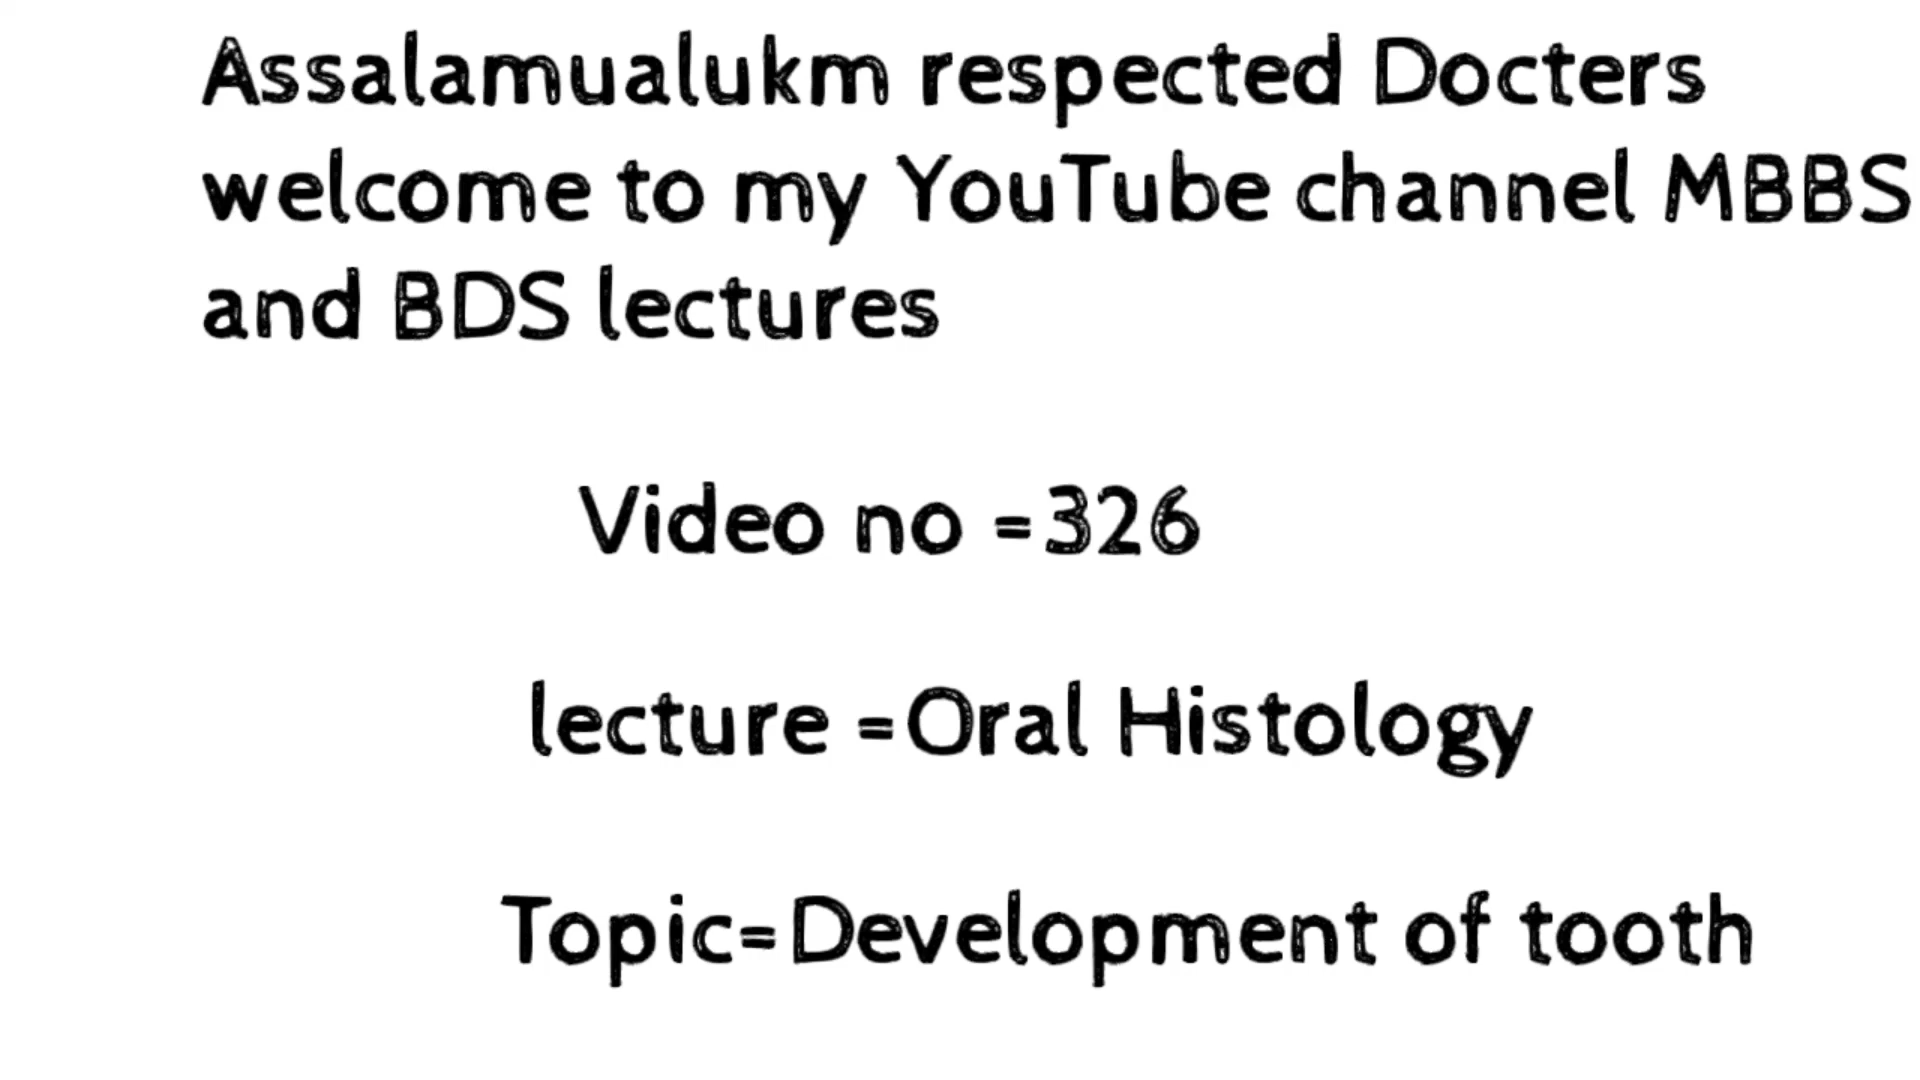 Assalamualukm respected Docters
welcome to my YouTube channel MBBS
and BDS lectures
Video no =326
lecture =Oral Histology
Topic=Development of tooth